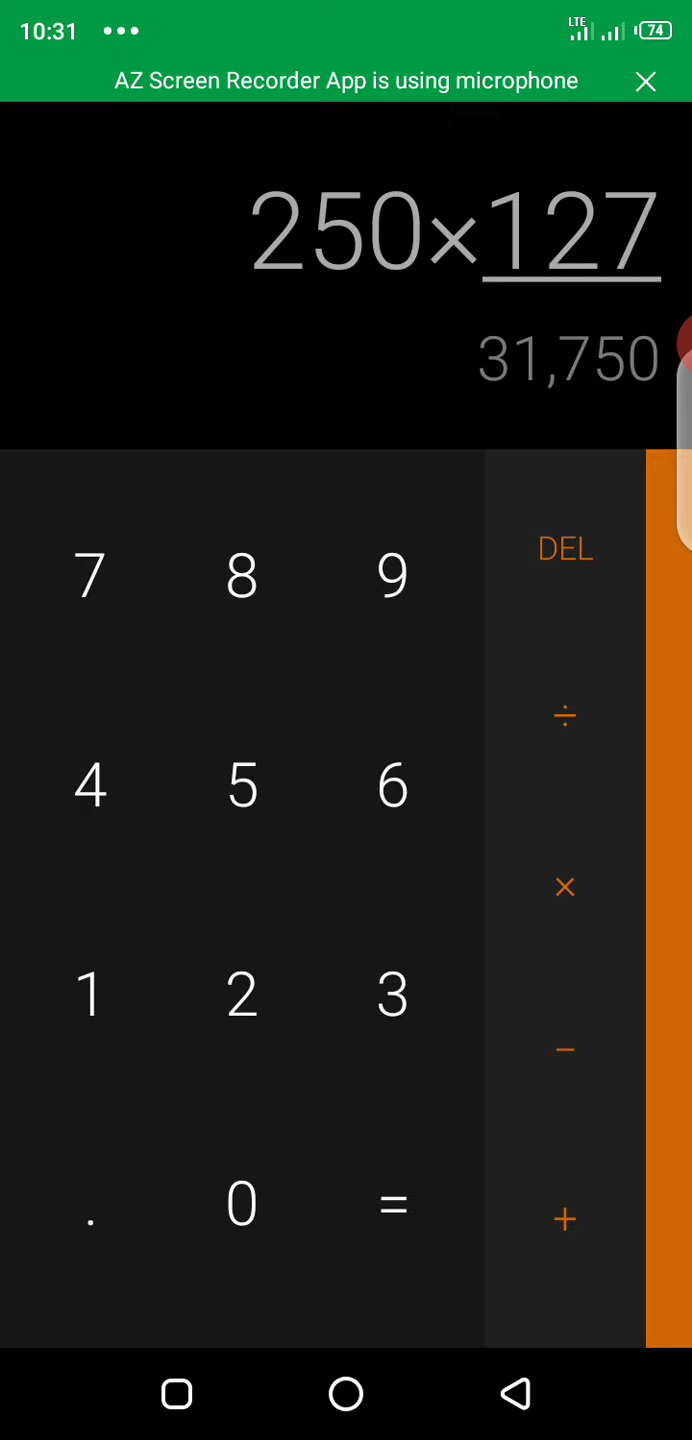 10:31 LTE 74
AZ Screen Recorder App is using microphone
250×127
31,750
7 8 9 DEL
÷
4 5 6
×
1 2 3
−
. 0 = +